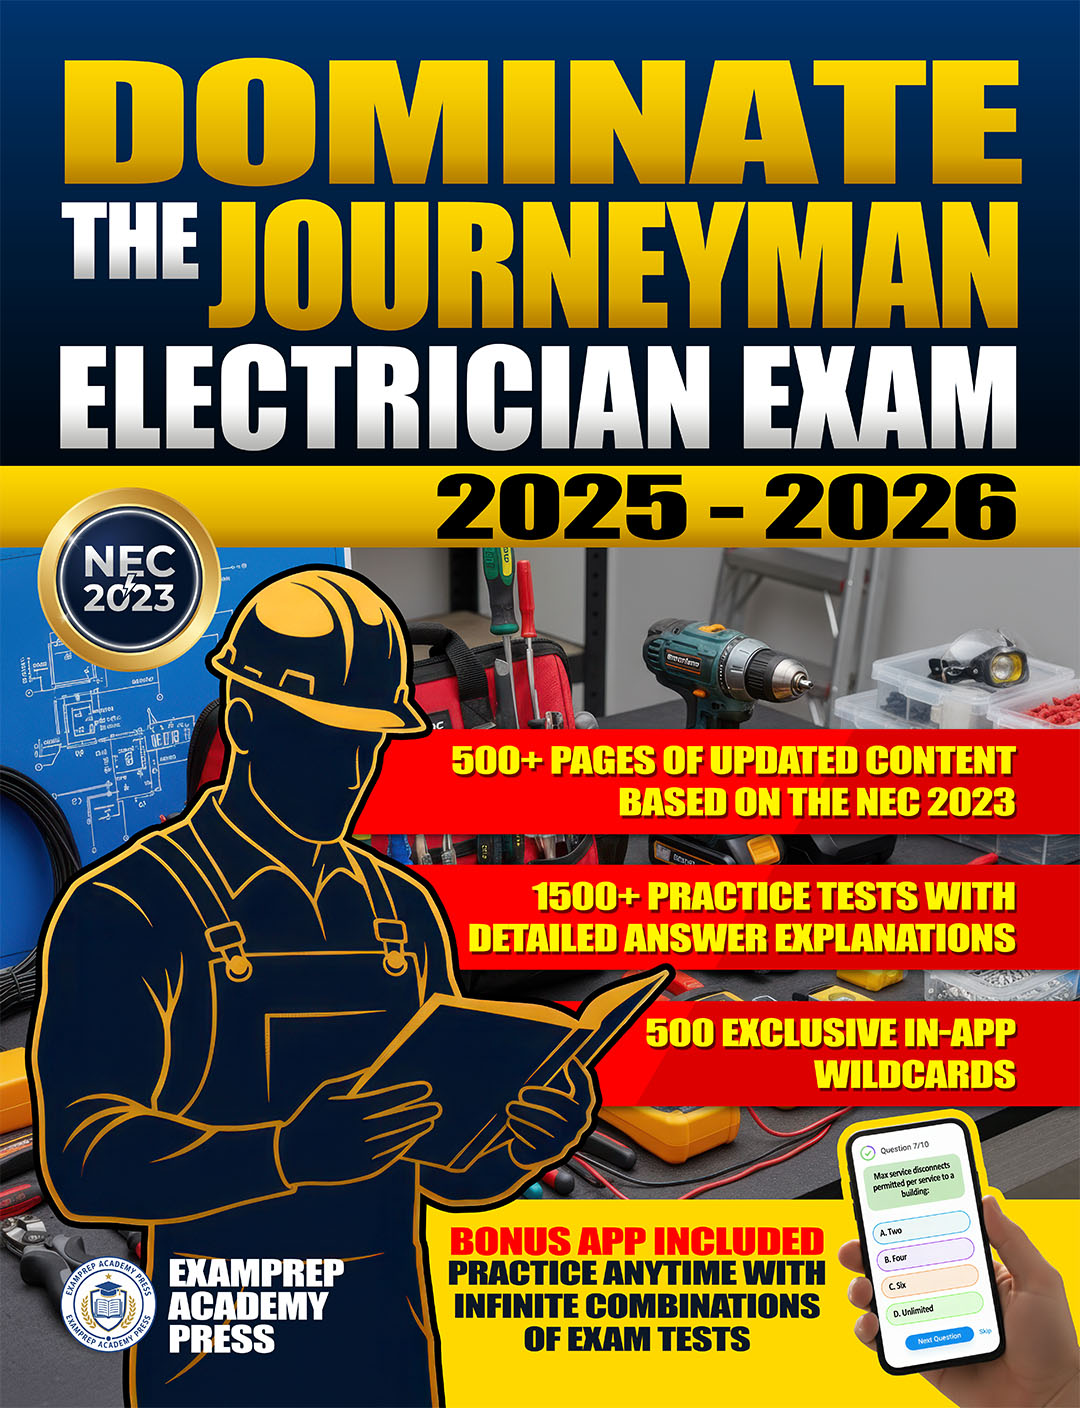 DOMINATE
THE JOURNEYMAN
ELECTRICIAN EXAM
2025 - 2026
NEC
2023
500+ PAGES OF UPDATED CONTENT
BASED ON THE NEC 2023
1500+ PRACTICE TESTS WITH
DETAILED ANSWER EXPLANATIONS
500 EXCLUSIVE IN-APP
WILDCARDS
Question 7/10
Max service disconnects
permitted per service to a
building:
A. Two
B. Four
C. Six
D. Unlimited
Next Question
Skip
BONUS APP INCLUDED
PRACTICE ANYTIME WITH
INFINITE COMBINATIONS
OF EXAM TESTS
EXAMPREP ACADEMY PRESS
EXAMPREP ACADEMY PRESS
EXAMPREP
ACADEMY
PRESS